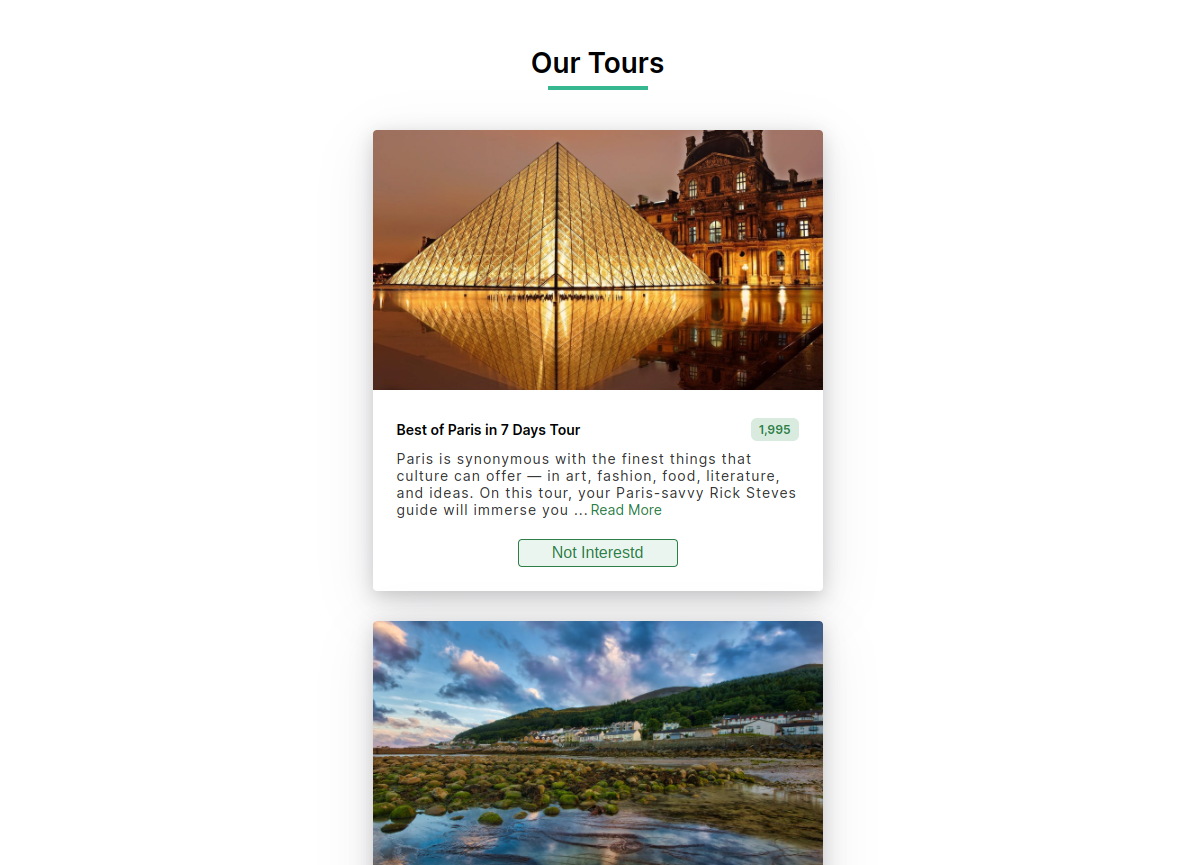 Our Tours
Best of Paris in 7 Days Tour
1,995
Paris is synonymous with the finest things that
culture can offer — in art, fashion, food, literature,
and ideas. On this tour, your Paris-savvy Rick Steves
guide will immerse you ... Read More
Not Interestd